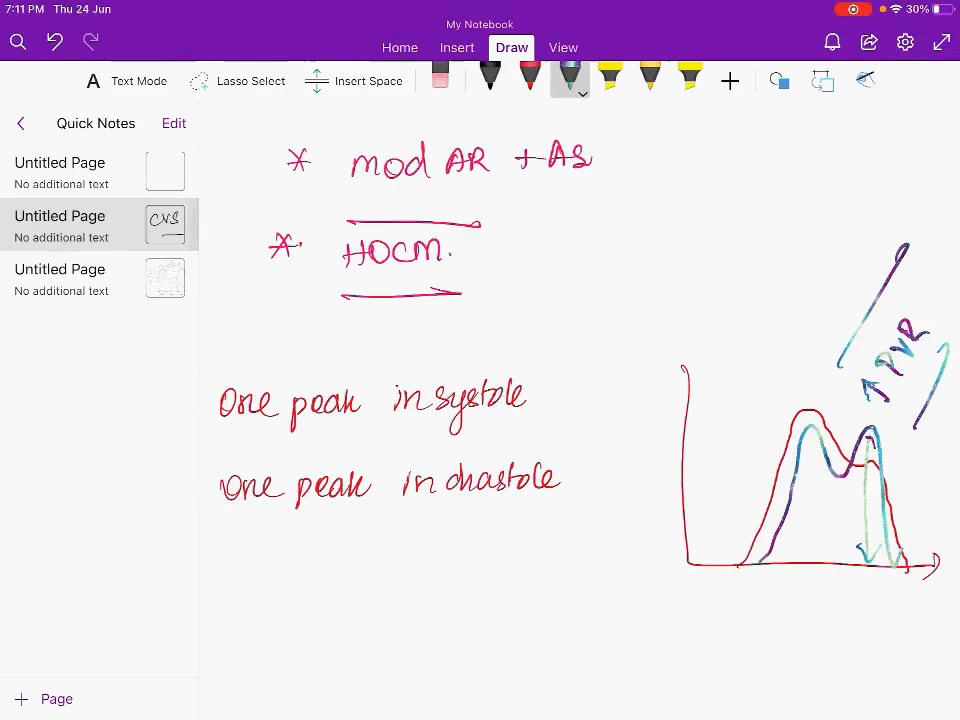 7:11 PM Thu 24 Jun
30%
My Notebook
Home Insert Draw View
Text Mode Lasso Select Insert Space
Quick Notes Edit
Untitled Page
No additional text
Untitled Page
No additional text
CNS
Untitled Page
No additional text
* mod AR + AS
* HOCM.
↑ PVR
One peak in systole
One peak in diastole
+ Page